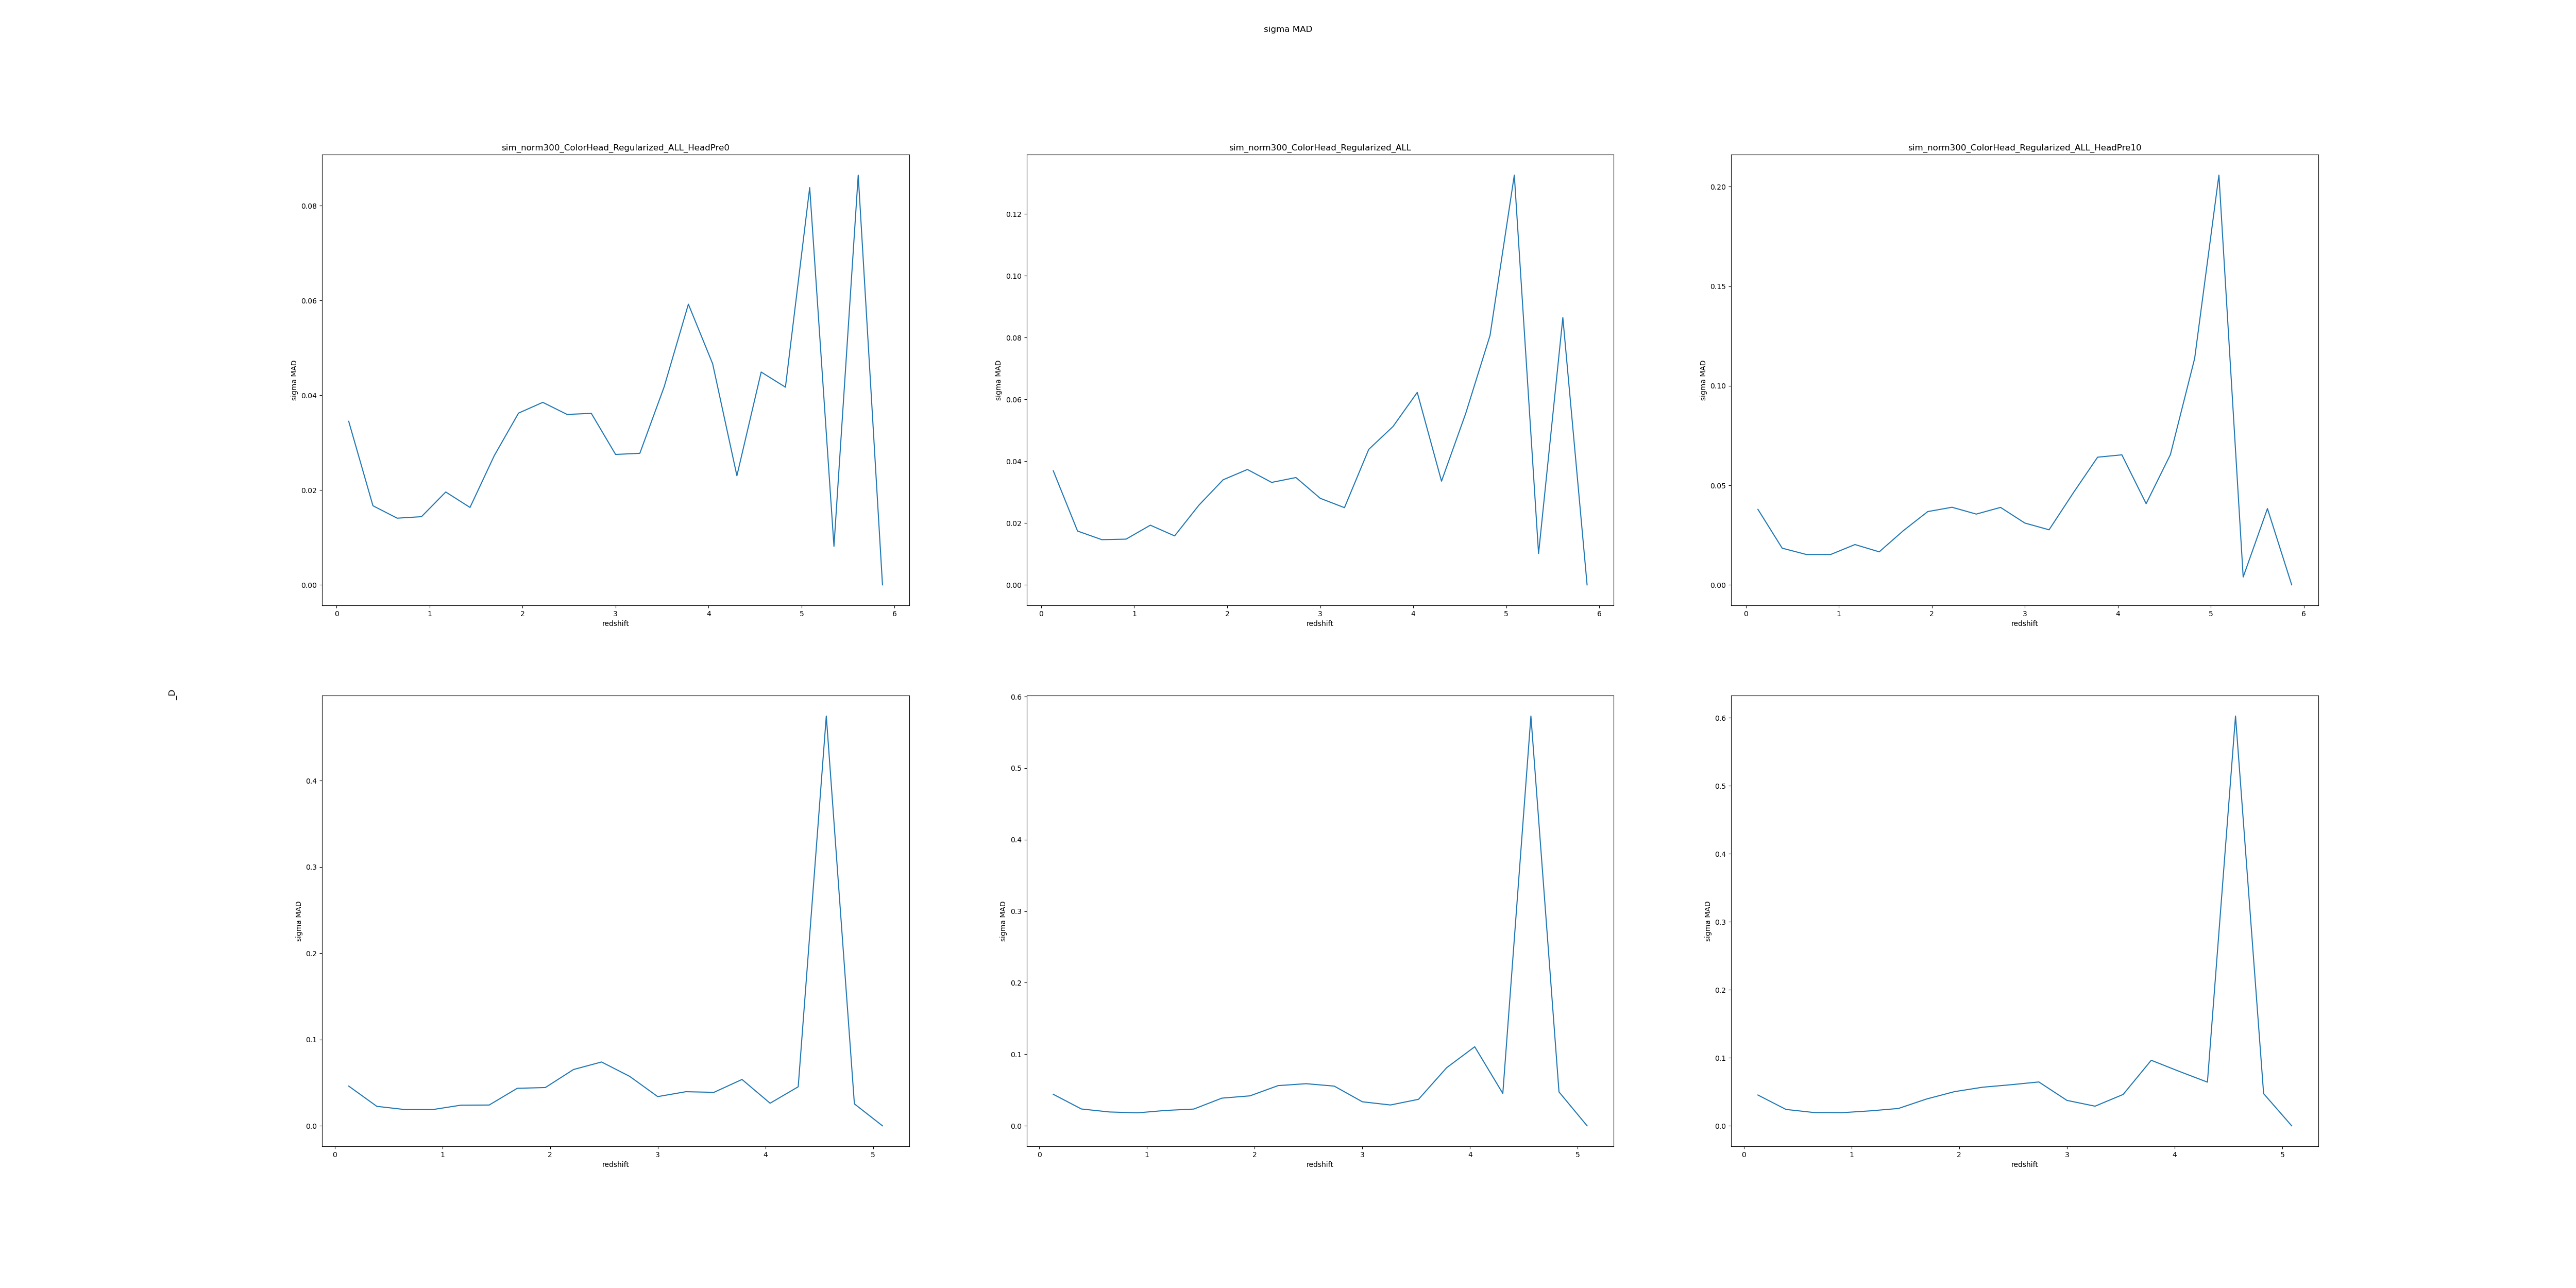 sigma MAD
sim_norm300_ColorHead_Regularized_ALL_HeadPre0
sigma MAD
0.08
0.06
0.04
0.02
0.00
0 1 2 3 4 5 6
redshift
sim_norm300_ColorHead_Regularized_ALL
sigma MAD
0.12
0.10
0.08
0.06
0.04
0.02
0.00
0 1 2 3 4 5 6
redshift
sim_norm300_ColorHead_Regularized_ALL_HeadPre10
sigma MAD
0.20
0.15
0.10
0.05
0.00
0 1 2 3 4 5 6
redshift
_D
sigma MAD
0.4
0.3
0.2
0.1
0.0
0 1 2 3 4 5
redshift
sigma MAD
0.6
0.5
0.4
0.3
0.2
0.1
0.0
0 1 2 3 4 5
redshift
sigma MAD
0.6
0.5
0.4
0.3
0.2
0.1
0.0
0 1 2 3 4 5
redshift